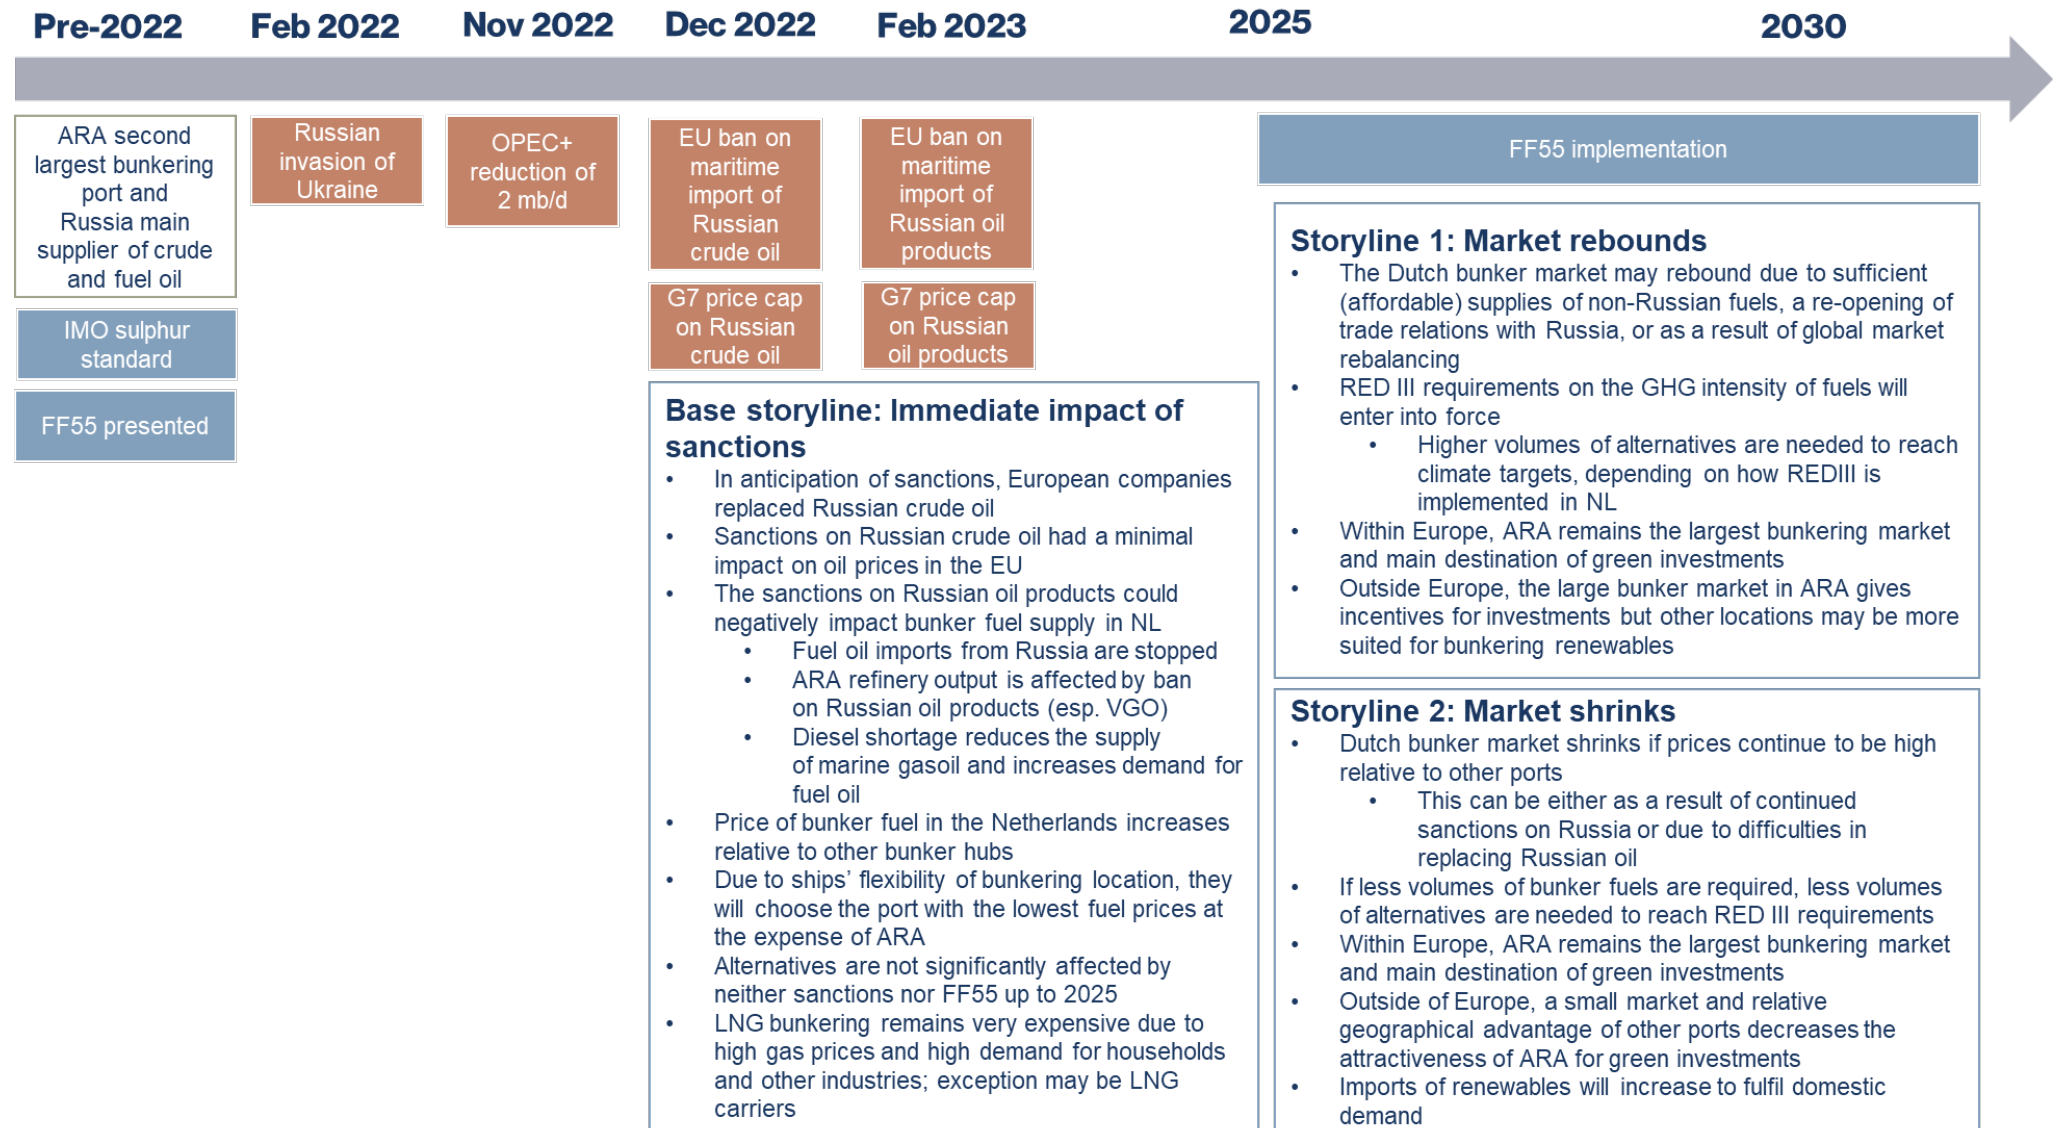 Pre-2022
Feb 2022
Nov 2022
Dec 2022
Feb 2023
2025
2030
ARA second
largest bunkering
port and
Russia main
supplier of crude
and fuel oil
IMO sulphur
standard
FF55 presented
Russian
invasion of
Ukraine
OPEC+
reduction of
2 mb/d
EU ban on
maritime
import of
Russian
crude oil
G7 price cap
on Russian
crude oil
EU ban on
maritime
import of
Russian oil
products
G7 price cap
on Russian
oil products
FF55 implementation
Base storyline: Immediate impact of
sanctions
• In anticipation of sanctions, European companies
replaced Russian crude oil
• Sanctions on Russian crude oil had a minimal
impact on oil prices in the EU
• The sanctions on Russian oil products could
negatively impact bunker fuel supply in NL
• Fuel oil imports from Russia are stopped
• ARA refinery output is affected by ban
on Russian oil products (esp. VGO)
• Diesel shortage reduces the supply
of marine gasoil and increases demand for
fuel oil
• Price of bunker fuel in the Netherlands increases
relative to other bunker hubs
• Due to ships' flexibility of bunkering location, they
will choose the port with the lowest fuel prices at
the expense of ARA
• Alternatives are not significantly affected by
neither sanctions nor FF55 up to 2025
• LNG bunkering remains very expensive due to
high gas prices and high demand for households
and other industries; exception may be LNG
carriers
Storyline 1: Market rebounds
• The Dutch bunker market may rebound due to sufficient
(affordable) supplies of non-Russian fuels, a re-opening of
trade relations with Russia, or as a result of global market
rebalancing
• RED III requirements on the GHG intensity of fuels will
enter into force
• Higher volumes of alternatives are needed to reach
climate targets, depending on how REDIII is
implemented in NL
• Within Europe, ARA remains the largest bunkering market
and main destination of green investments
• Outside Europe, the large bunker market in ARA gives
incentives for investments but other locations may be more
suited for bunkering renewables
Storyline 2: Market shrinks
• Dutch bunker market shrinks if prices continue to be high
relative to other ports
• This can be either as a result of continued
sanctions on Russia or due to difficulties in
replacing Russian oil
• If less volumes of bunker fuels are required, less volumes
of alternatives are needed to reach RED III requirements
• Within Europe, ARA remains the largest bunkering market
and main destination of green investments
• Outside of Europe, a small market and relative
geographical advantage of other ports decreases the
attractiveness of ARA for green investments
• Imports of renewables will increase to fulfil domestic
demand